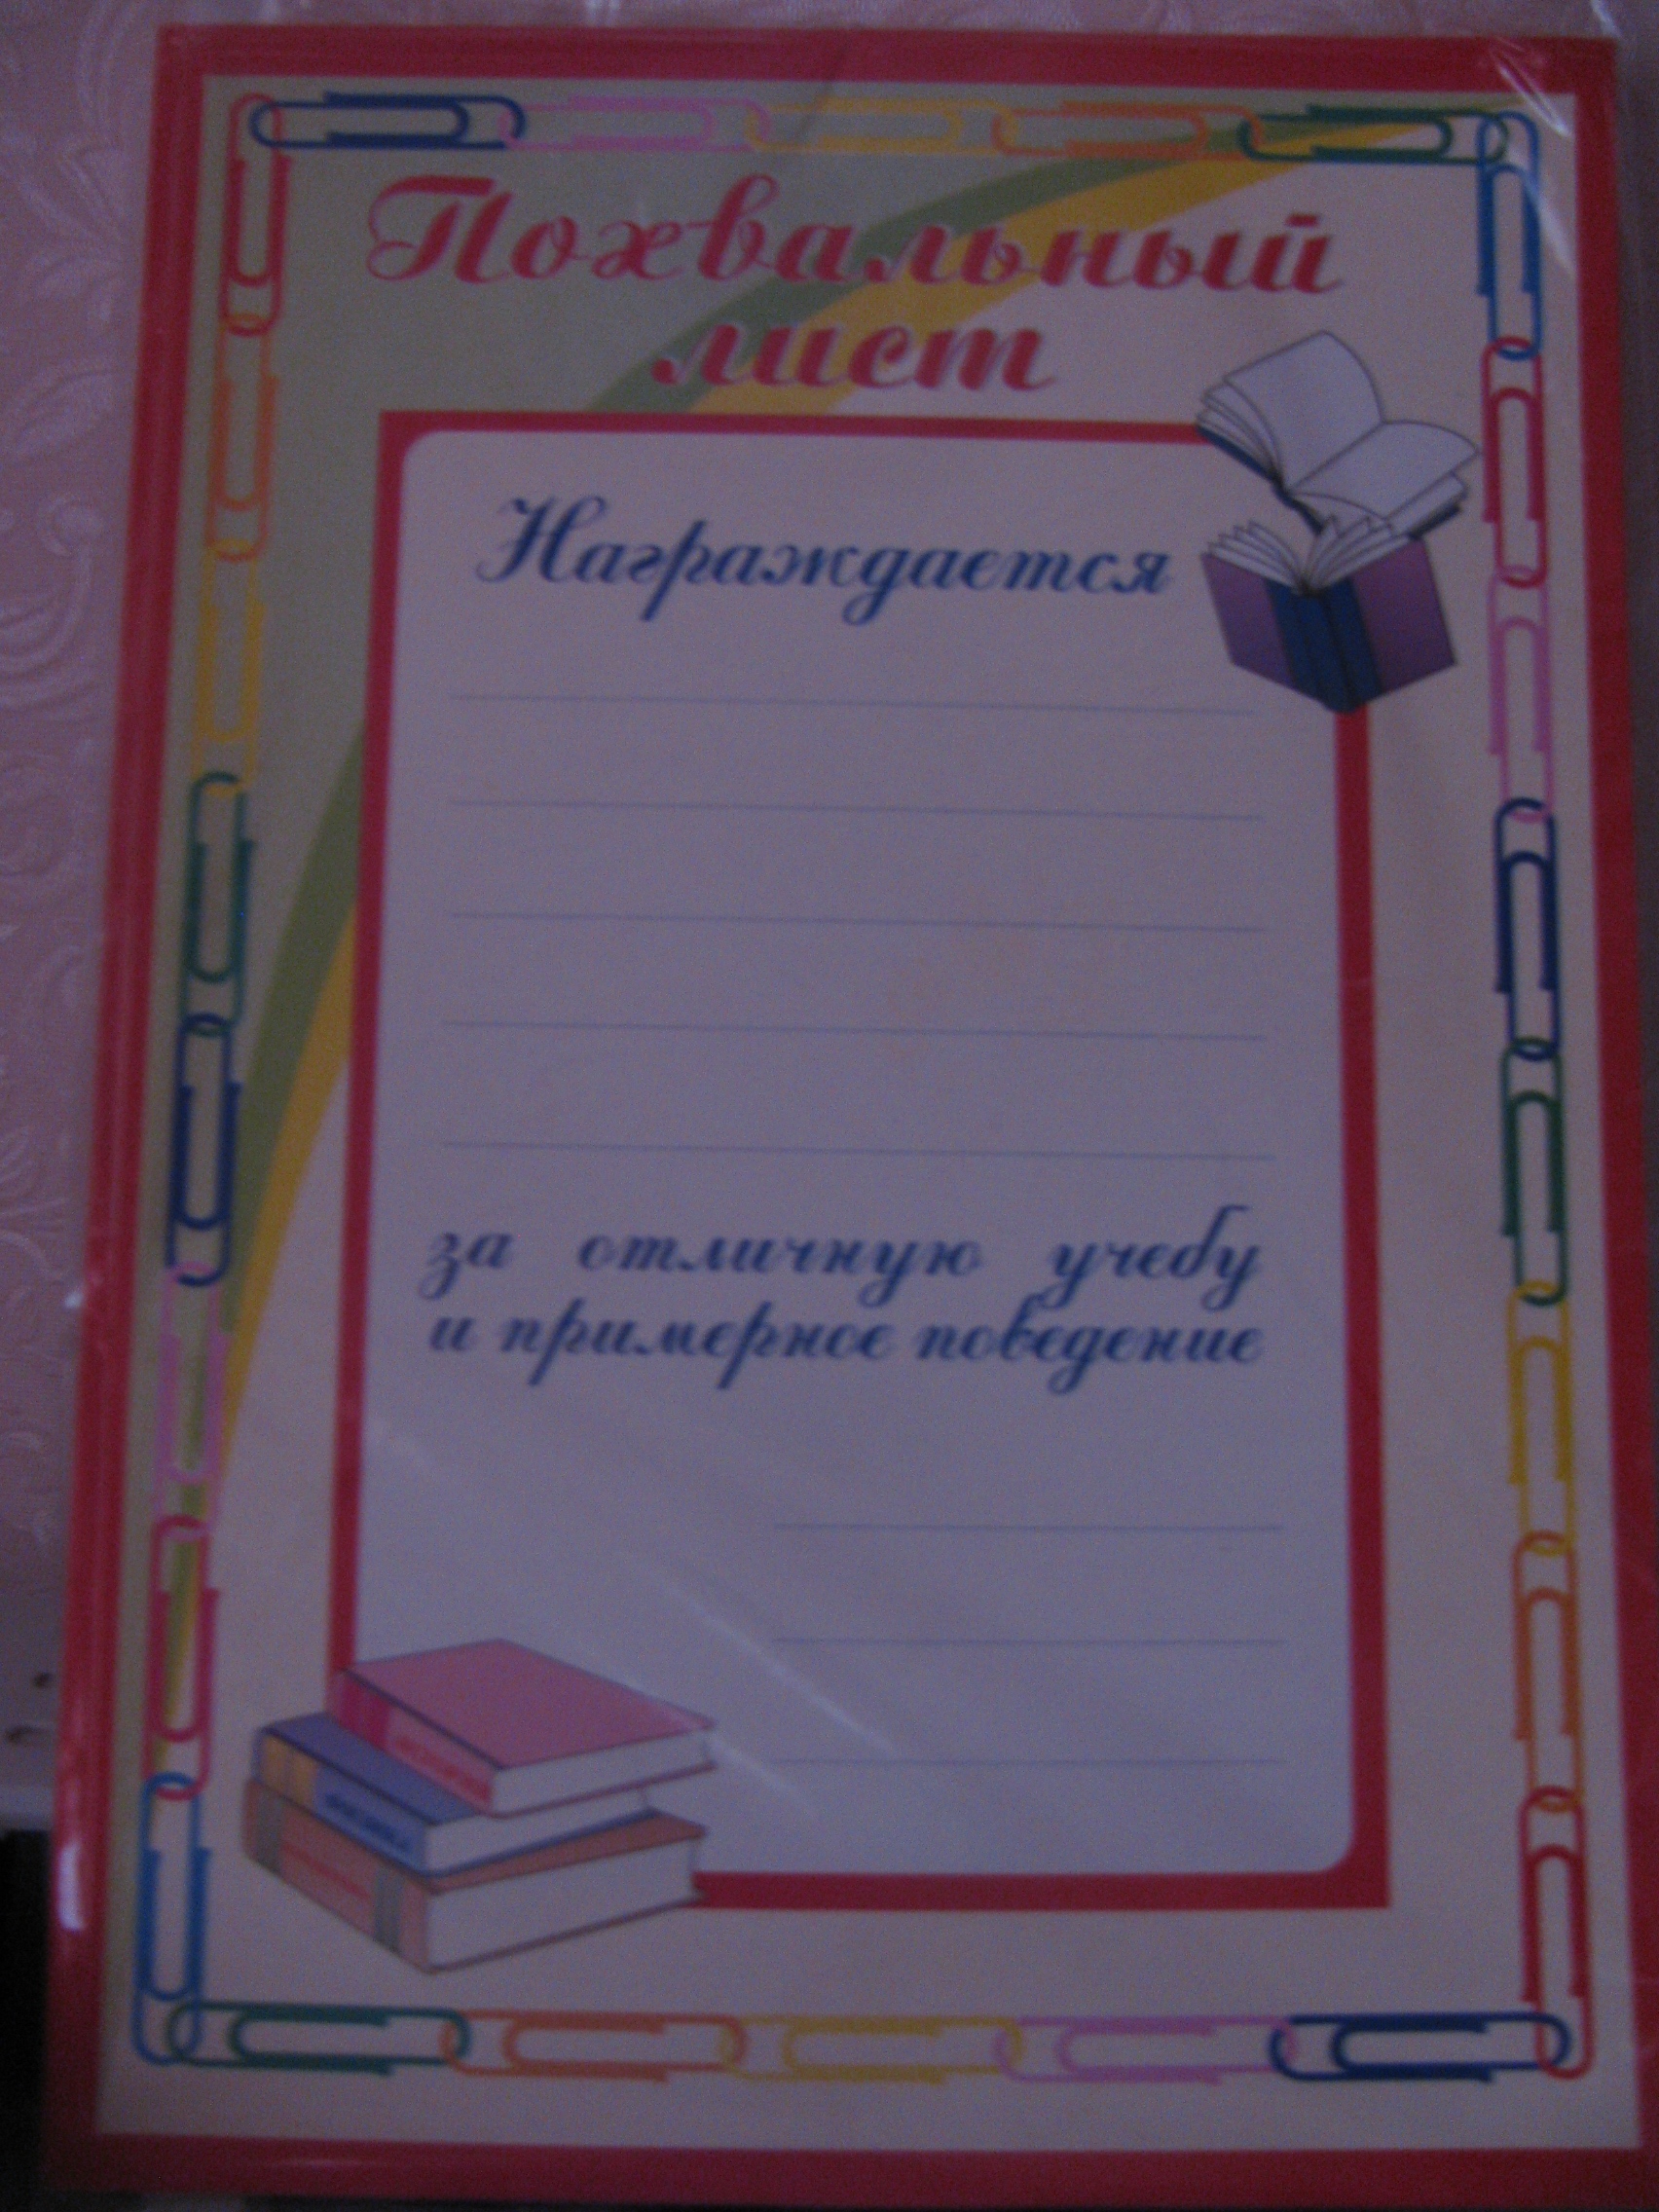 Похвальный
лист
Награждается
за отличную учебу
и примерное поведение